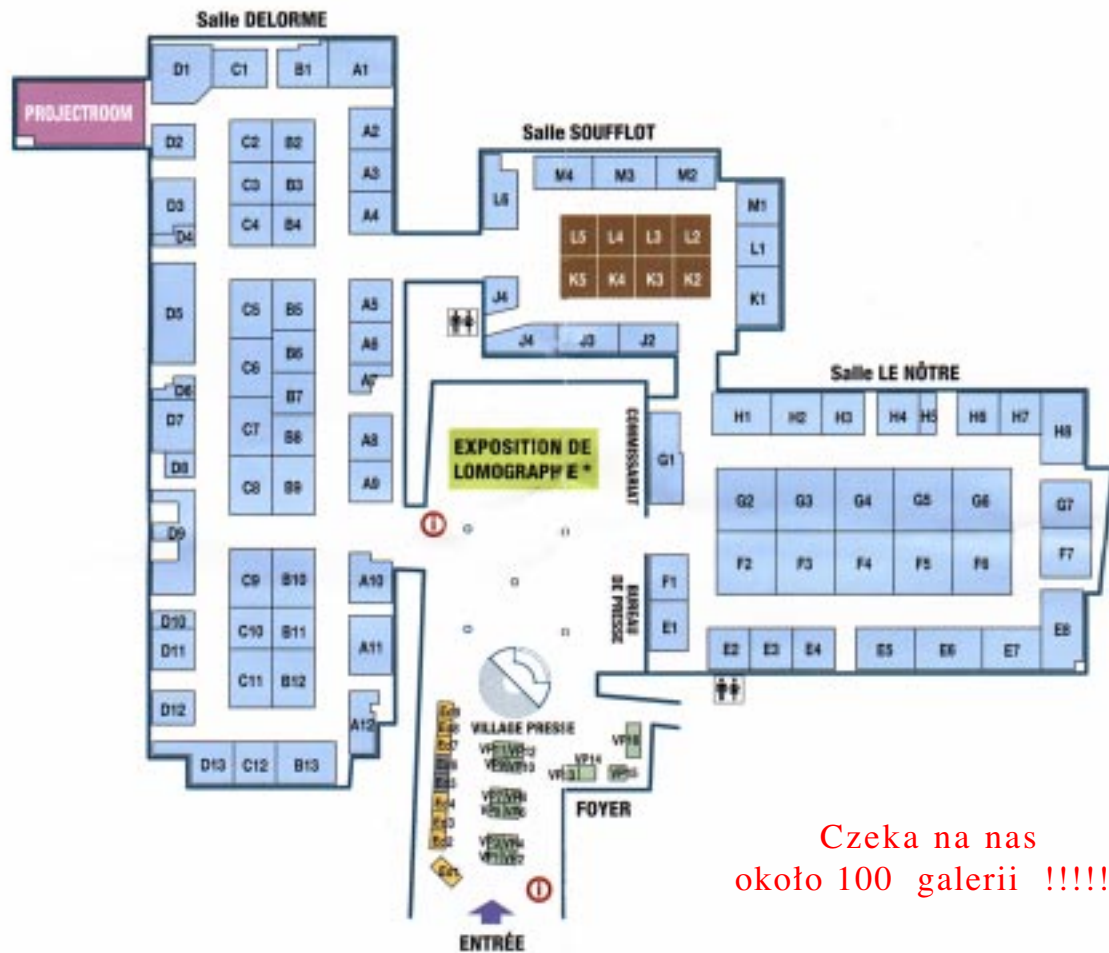 Salle DELORME
D1 C1 B1 A1
PROJECTROOM
D2 C2 B2 A2
Salle SOUFFLOT
D3 C3 B3 A3
L6 M4 M3 M2
D4 C4 B4 A4
M1
L5 L4 L3 L2
L1
K5 K4 K3 K2
K1
D5 C5 B5 A5
J4
C6 B6 A6
J4 J3 J2
B7 A7
D6
Salle LE NÔTRE
D7 C7 B8 A8
H1 H2 H3 H4 H5 H6 H7 H8
EXPOSITION DE
LOMOGRAPHIE *
COMMISSARIAT
G1
D8 C8 B9 A9
G2 G3 G4 G5 G6 G7
D9
i
F2 F3 F4 F5 F6 F7
C9 B10 A10
BUREAU
DE PRESSE
F1
D10 C10 B11
E1
D11 A11
E2 E3 E4 E5 E6 E7 E8
C11 B12
D12 A12
VILLAGE PRESSE
D13 C12 B13
VP14
VP13
FOYER
i
ENTRÉE
Czeka na nas
około 100 galerii !!!!!